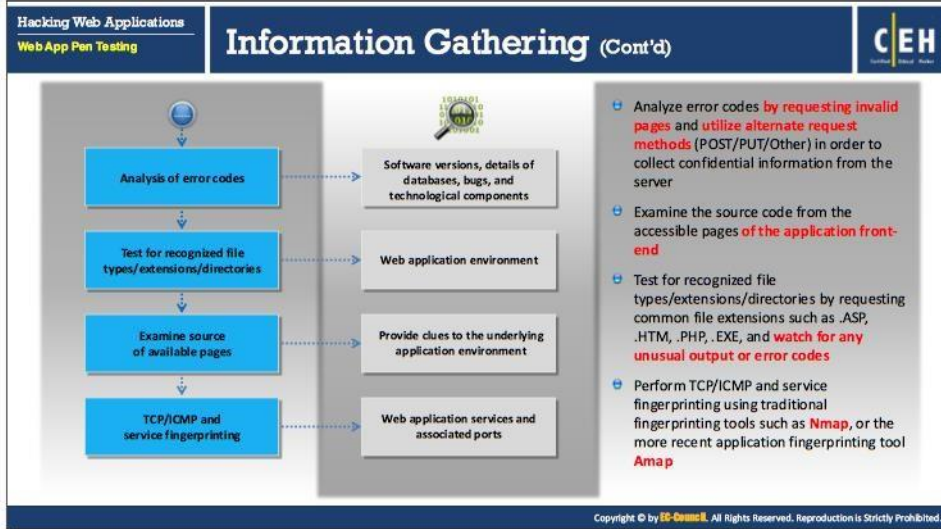 Hacking Web Applications
Web App Pen Testing
Information Gathering (Cont'd)
CEH
Certified Ethical Hacker
Analysis of error codes
Test for recognized file
types/extensions/directories
Examine source
of available pages
TCP/ICMP and
service fingerprinting
Software versions, details of
databases, bugs, and
technological components
Web application environment
Provide clues to the underlying
application environment
Web application services and
associated ports
Analyze error codes by requesting invalid
pages and utilize alternate request
methods (POST/PUT/Other) in order to
collect confidential information from the
server
Examine the source code from the
accessible pages of the application front-
end
Test for recognized file
types/extensions/directories by requesting
common file extensions such as .ASP,
.HTM, .PHP, .EXE, and watch for any
unusual output or error codes
Perform TCP/ICMP and service
fingerprinting using traditional
fingerprinting tools such as Nmap, or the
more recent application fingerprinting tool
Amap
Copyright © by EC-Council. All Rights Reserved. Reproduction is Strictly Prohibited.